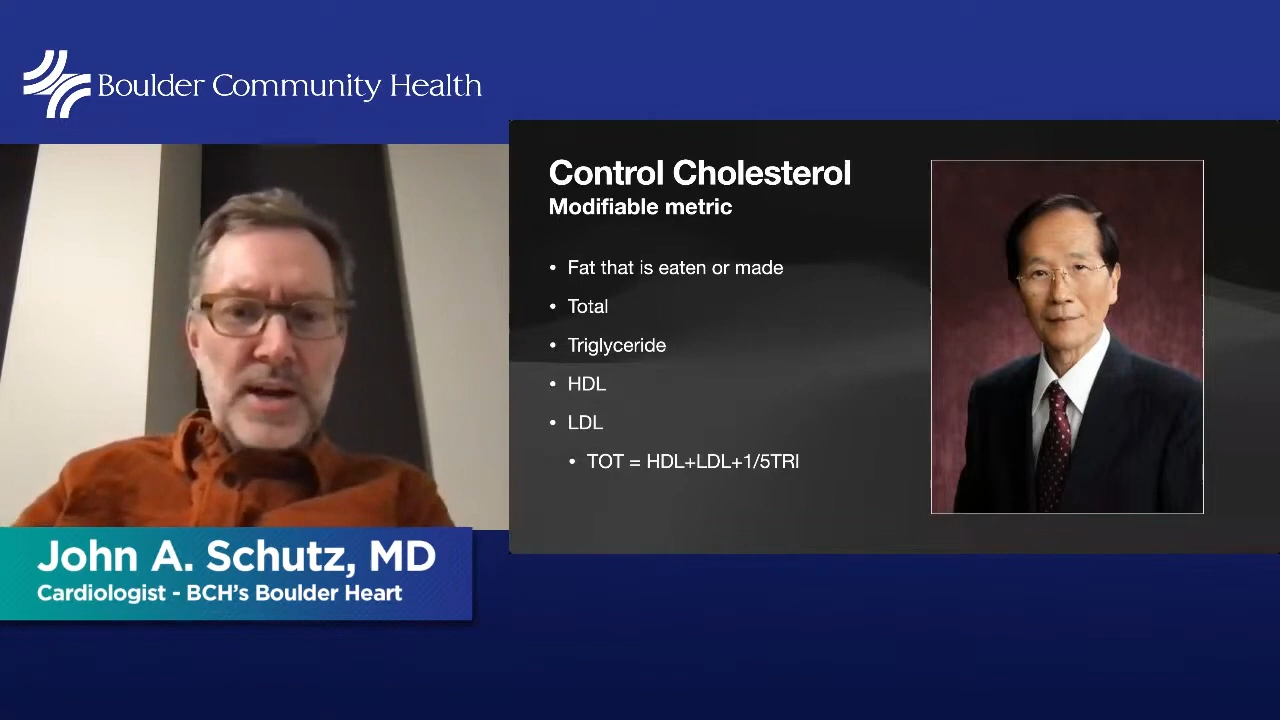 Boulder Community Health
Control Cholesterol
Modifiable metric
• Fat that is eaten or made
• Total
• Triglyceride
• HDL
• LDL
• TOT = HDL+LDL+1/5TRI
John A. Schutz, MD
Cardiologist - BCH's Boulder Heart